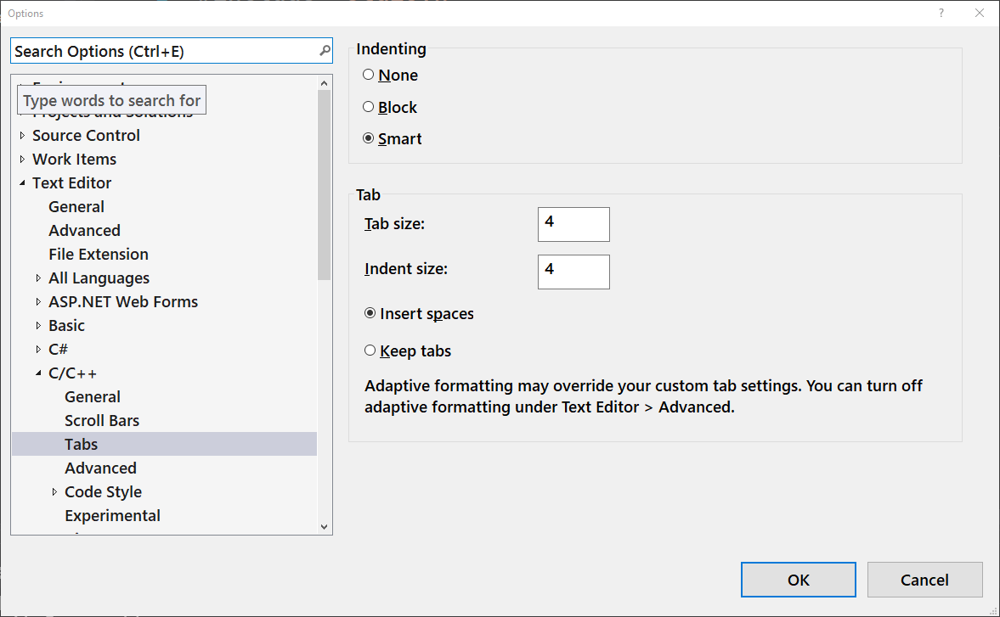 Options
?
Search Options (Ctrl+E)
Type words to search for
Projects and Solutions
Source Control
Work Items
Text Editor
General
Advanced
File Extension
All Languages
ASP.NET Web Forms
Basic
C#
C/C++
General
Scroll Bars
Tabs
Advanced
Code Style
Experimental
Indenting
None
Block
Smart
Tab
Tab size:
4
Indent size:
4
Insert spaces
Keep tabs
Adaptive formatting may override your custom tab settings. You can turn off
adaptive formatting under Text Editor > Advanced.
OK
Cancel